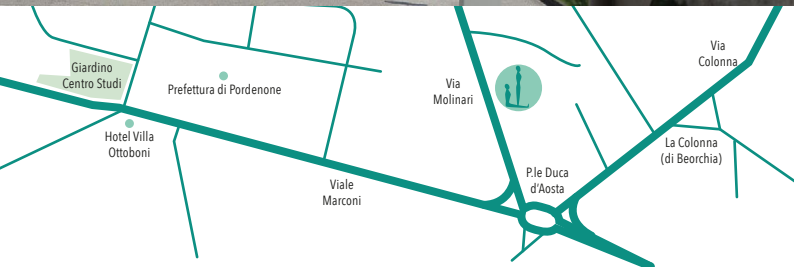 Giardino
Centro Studi
Prefettura di Pordenone
Hotel Villa
Ottoboni
Viale
Marconi
Via
Molinari
P.le Duca
d'Aosta
Via
Colonna
La Colonna
(di Beorchia)